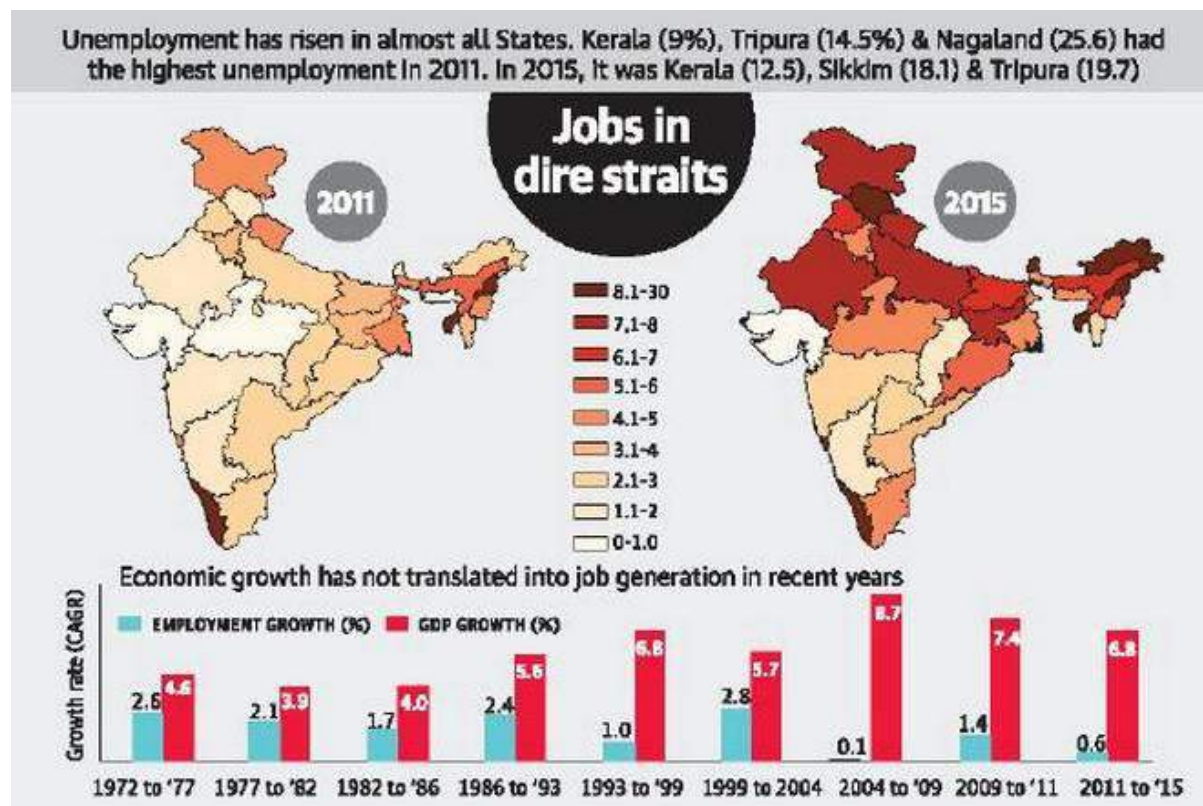 Unemployment has risen in almost all States. Kerala (9%), Tripura (14.5%) & Nagaland (25.6) had
the highest unemployment in 2011. In 2015, it was Kerala (12.5), Sikkim (18.1) & Tripura (19.7)
Jobs in
dire straits
2011
2015
8.1-30
7.1-8
6.1-7
5.1-6
4.1-5
3.1-4
2.1-3
1.1-2
0-1.0
Economic growth has not translated into job generation in recent years
Growth rate (CAGR)
EMPLOYMENT GROWTH (%) GDP GROWTH (%)
2.6 4.6 2.1 3.9 1.7 4.0 2.4 5.6 1.0 6.8 2.8 5.7 0.1 8.7 1.4 7.4 0.6 6.8
1972 to '77 1977 to '82 1982 to '86 1986 to '93 1993 to '99 1999 to 2004 2004 to '09 2009 to '11 2011 to '15